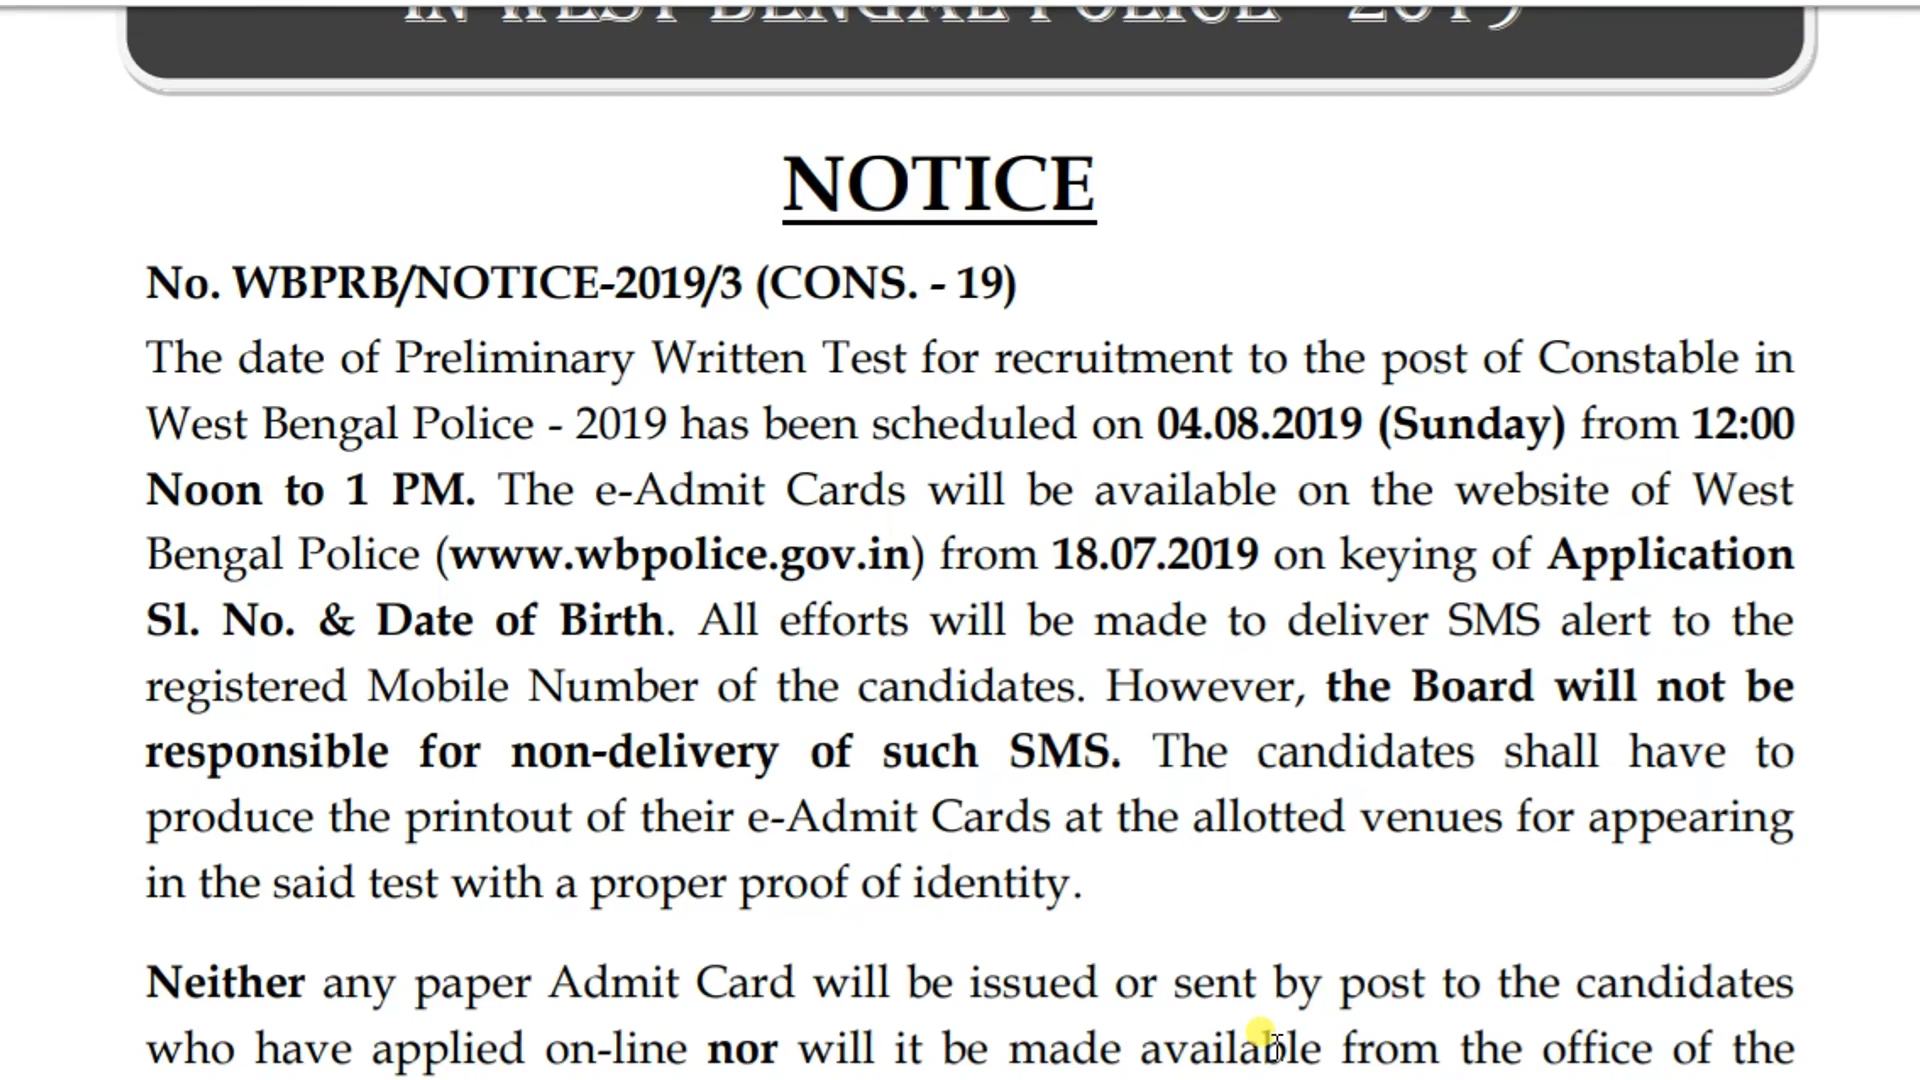 IN WEST BENGAL POLICE - 2019
NOTICE
No. WBPRB/NOTICE-2019/3 (CONS. - 19)
The date of Preliminary Written Test for recruitment to the post of Constable in
West Bengal Police - 2019 has been scheduled on 04.08.2019 (Sunday) from 12:00
Noon to 1 PM. The e-Admit Cards will be available on the website of West
Bengal Police (www.wbpolice.gov.in) from 18.07.2019 on keying of Application
Sl. No. & Date of Birth. All efforts will be made to deliver SMS alert to the
registered Mobile Number of the candidates. However, the Board will not be
responsible for non-delivery of such SMS. The candidates shall have to
produce the printout of their e-Admit Cards at the allotted venues for appearing
in the said test with a proper proof of identity.
Neither any paper Admit Card will be issued or sent by post to the candidates
who have applied on-line nor will it be made available from the office of the